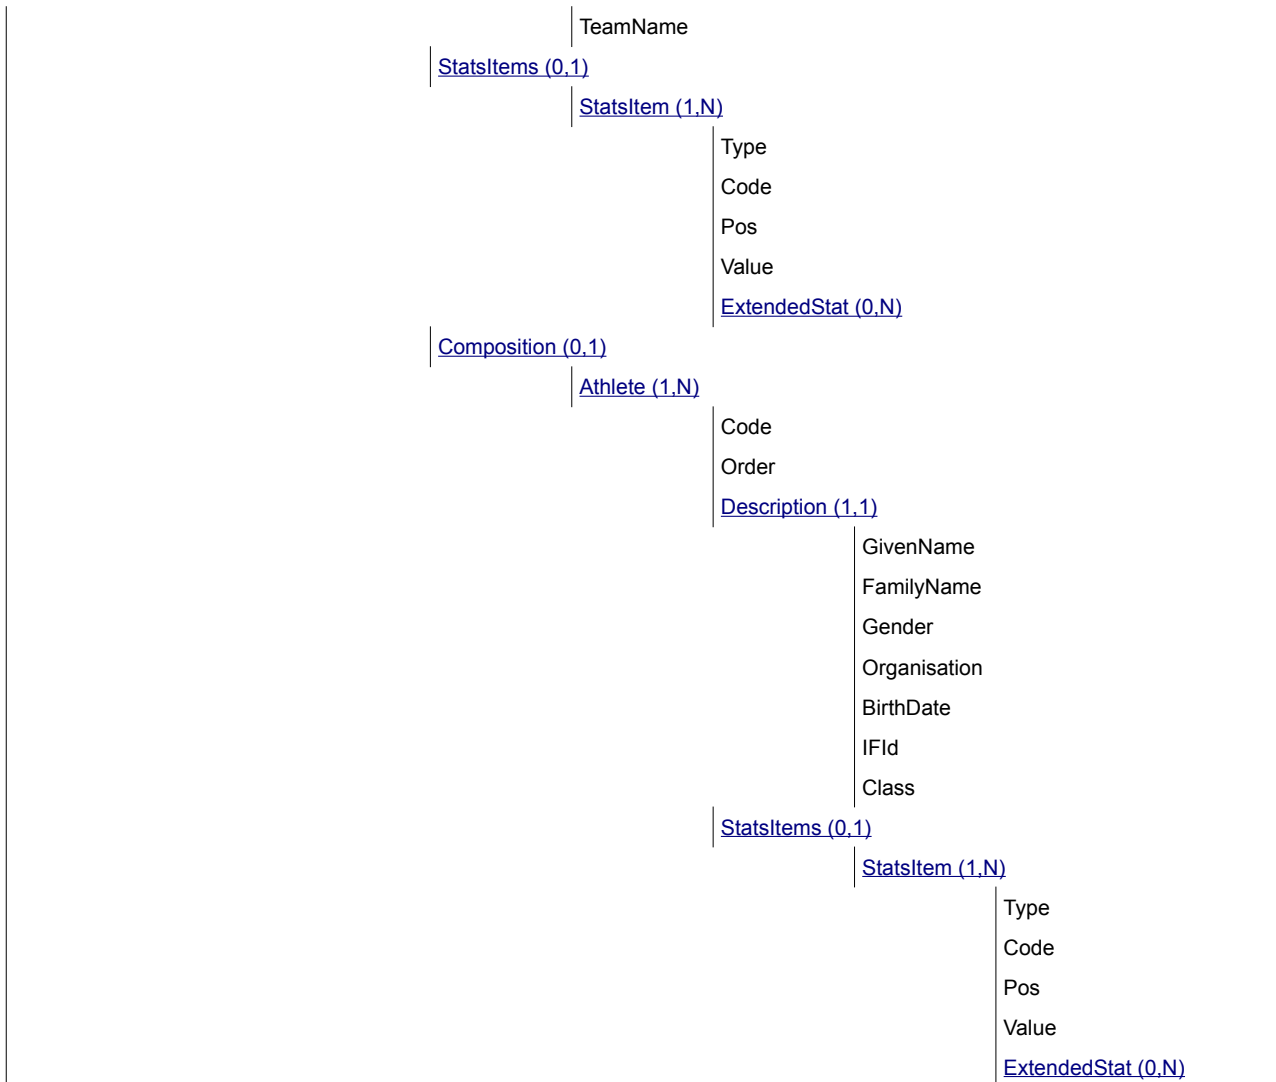 TeamName
StatsItems (0,1)
StatsItem (1,N)
Type
Code
Pos
Value
ExtendedStat (0,N)
Composition (0,1)
Athlete (1,N)
Code
Order
Description (1,1)
GivenName
FamilyName
Gender
Organisation
BirthDate
IFId
Class
StatsItems (0,1)
StatsItem (1,N)
Type
Code
Pos
Value
ExtendedStat (0,N)